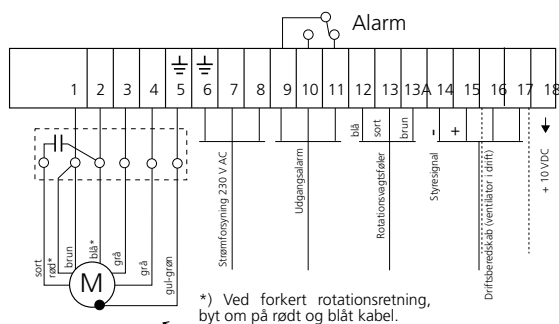 Alarm
1 2 3 4 5 6 7 8 9 10 11 12 13 13A 14 15 16 17 18
blå
sort
brun
-
+
Strømforsyning 230 V AC
Udgangsalarm
Rotationsvagtsføler
Styresignal
Driftsberedskab (ventilator i drift)
+ 10 VDC
sort
rød*
brun
blå*
grå
grå
gul-grøn
M
*) Ved forkert rotationsretning,
byt om på rødt og blåt kabel.